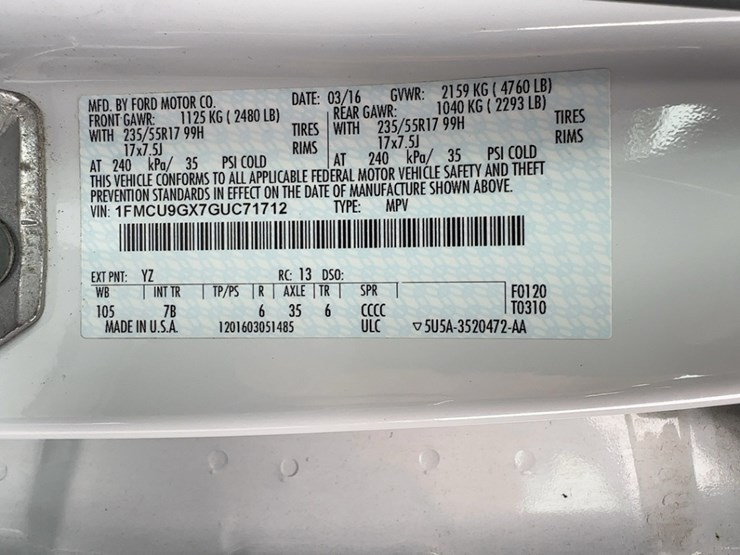 MFD. BY FORD MOTOR CO. DATE: 03/16 GVWR: 2159 KG ( 4760 LB)
FRONT GAWR: 1125 KG ( 2480 LB) REAR GAWR: 1040 KG ( 2293 LB)
WITH 235/55R17 99H TIRES WITH 235/55R17 99H TIRES
17x7.5J RIMS 17x7.5J RIMS
AT 240 kPa/ 35 PSI COLD AT 240 kPa/ 35 PSI COLD
THIS VEHICLE CONFORMS TO ALL APPLICABLE FEDERAL MOTOR VEHICLE SAFETY AND THEFT
PREVENTION STANDARDS IN EFFECT ON THE DATE OF MANUFACTURE SHOWN ABOVE.
VIN: 1FMCU9GX7GUC71712 TYPE: MPV
EXT PNT: YZ RC: 13 DSO:
WB INT TR TP/PS R AXLE TR SPR F0120
105 7B 6 35 6 CCCC T0310
MADE IN U.S.A. 1201603051485 ULC ▽5U5A-3520472-AA